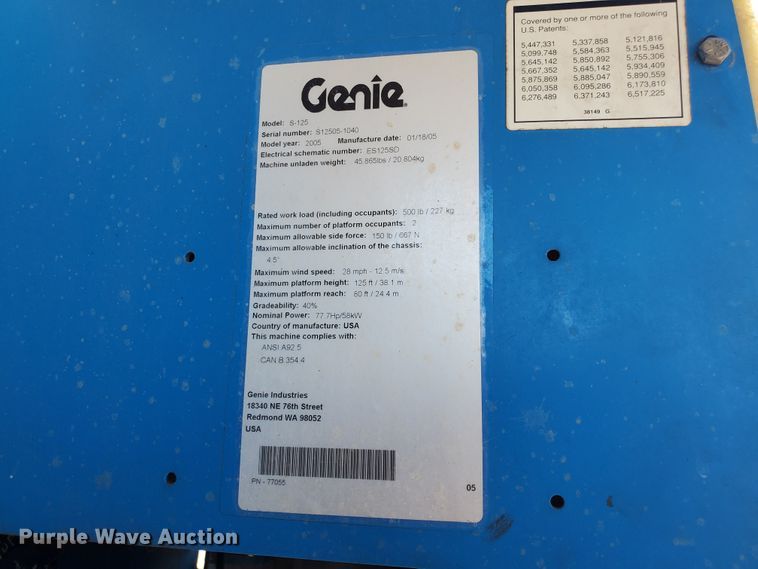 Covered by one or more of the following
U.S. Patents:
5,447,331 5,337,858 5,121,816
5,099,748 5,584,363 5,515,945
5,645,142 5,850,892 5,755,306
5,667,352 5,645,142 5,934,409
5,875,869 5,885,047 5,890,559
6,050,358 6,095,286 6,173,810
6,276,489 6,371,243 6,517,225
38149 G
Genie
Model: S-125
Serial number: S12505-1040
Model year: 2005 Manufacture date: 01/18/05
Electrical schematic number: ES125SD
Machine unladen weight: 45,865lbs / 20,804kg
Rated work load (including occupants): 500 lb / 227 kg
Maximum number of platform occupants: 2
Maximum allowable side force: 150 lb / 667 N
Maximum allowable inclination of the chassis:
4.5°
Maximum wind speed: 28 mph - 12.5 m/s
Maximum platform height: 125 ft / 38.1 m
Maximum platform reach: 80 ft / 24.4 m
Gradeability: 40%
Nominal Power: 77.7Hp/58kW
Country of manufacture: USA
This machine complies with:
ANSI A92.5
CAN B 354.4
Genie Industries
18340 NE 76th Street
Redmond WA 98052
USA
PN - 77055
05
Purple Wave Auction